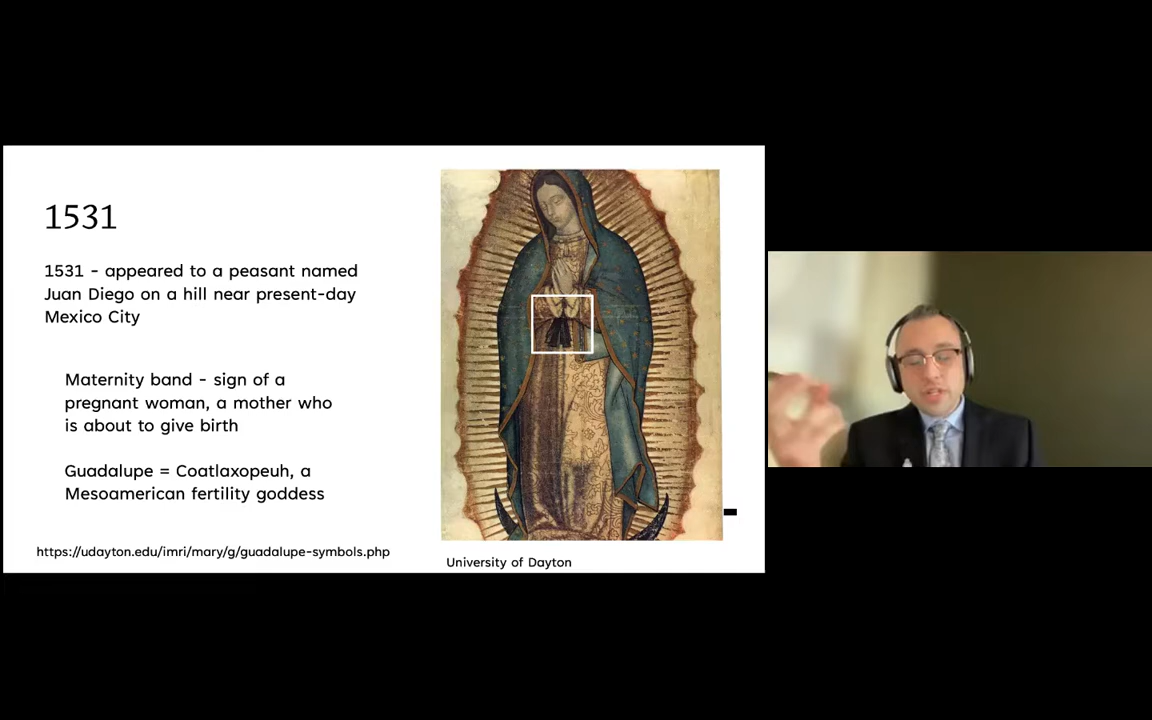 1531
1531 - appeared to a peasant named
Juan Diego on a hill near present-day
Mexico City
Maternity band - sign of a
pregnant woman, a mother who
is about to give birth
Guadalupe = Coatlaxopeuh, a
Mesoamerican fertility goddess
https://udayton.edu/imri/mary/g/guadalupe-symbols.php
University of Dayton